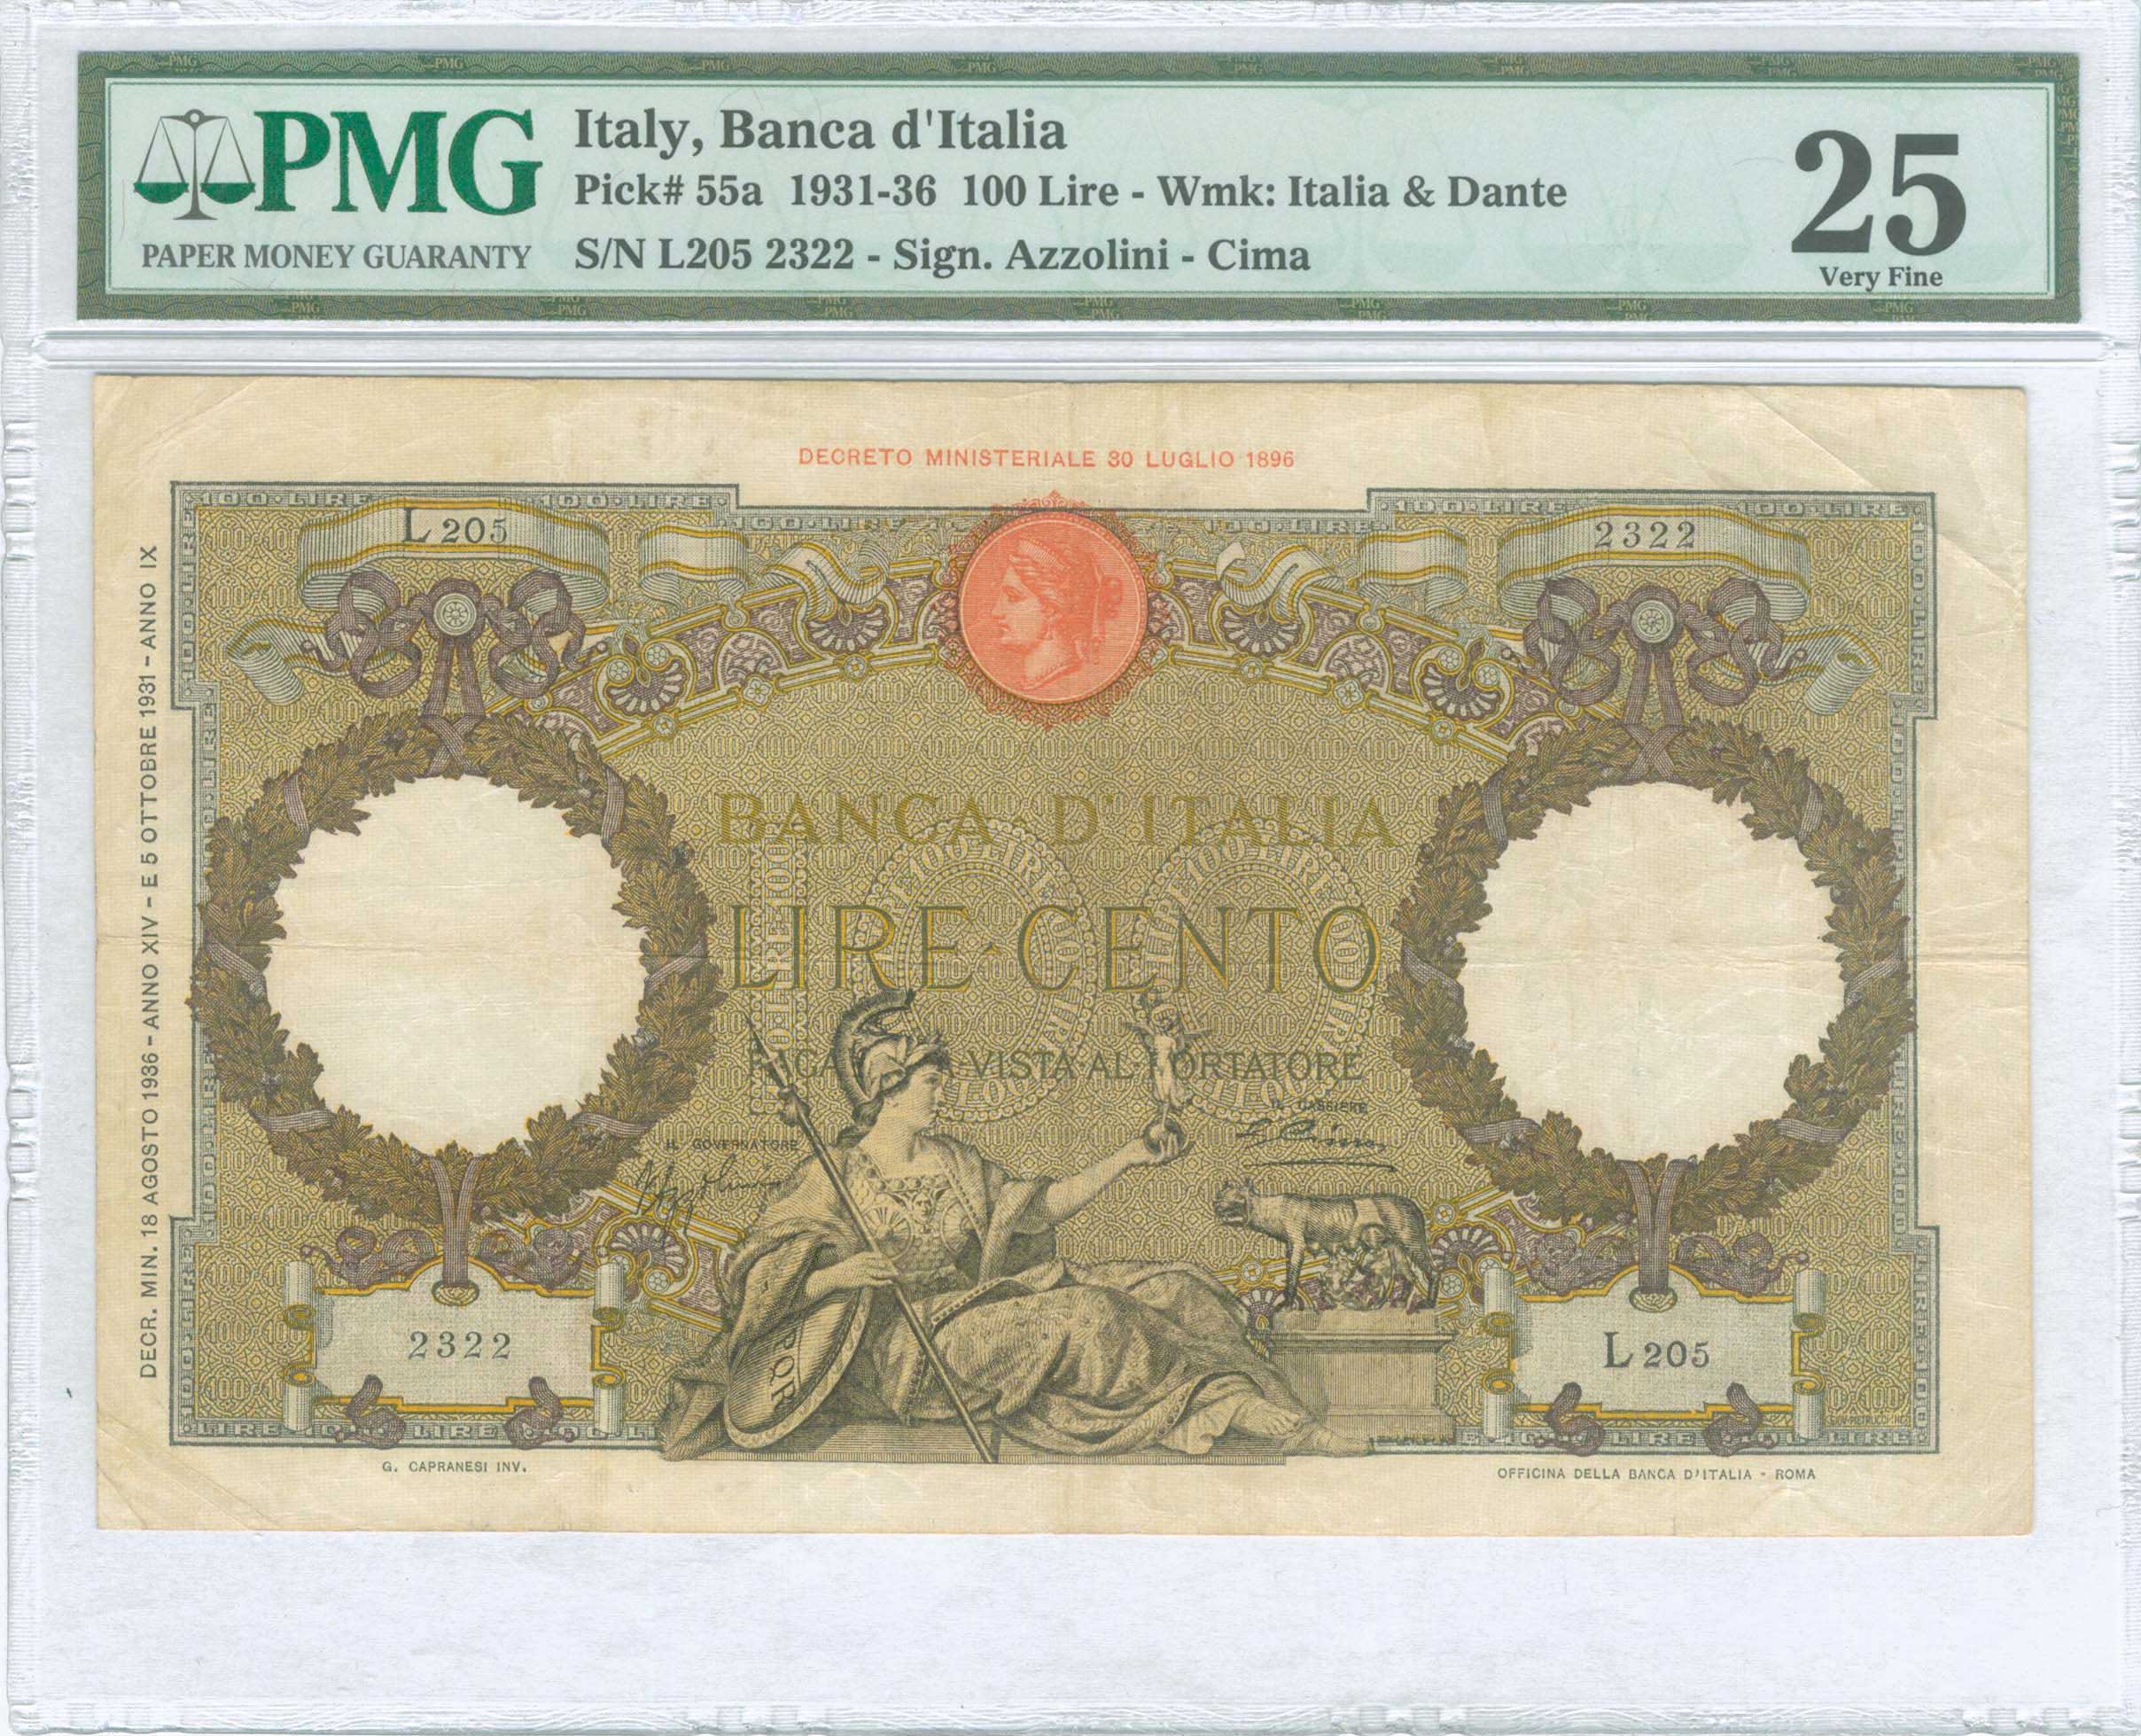 PMG
PAPER MONEY GUARANTY
Italy, Banca d'Italia
Pick# 55a 1931-36 100 Lire - Wmk: Italia & Dante
S/N L205 2322 - Sign. Azzolini - Cima
25
Very Fine
DECRETO MINISTERIALE 30 LUGLIO 1896
L 205
2322
DECR. MIN. 18 AGOSTO 1936 - ANNO XIV - E 5 OTTOBRE 1931 - ANNO IX
BANCA D'ITALIA
LIRE·CENTO
VISTA AL PORTATORE
IL GOVERNATORE
IL CASSIERE
2322
L 205
G. CAPRANESI INV.
OFFICINA DELLA BANCA D'ITALIA - ROMA